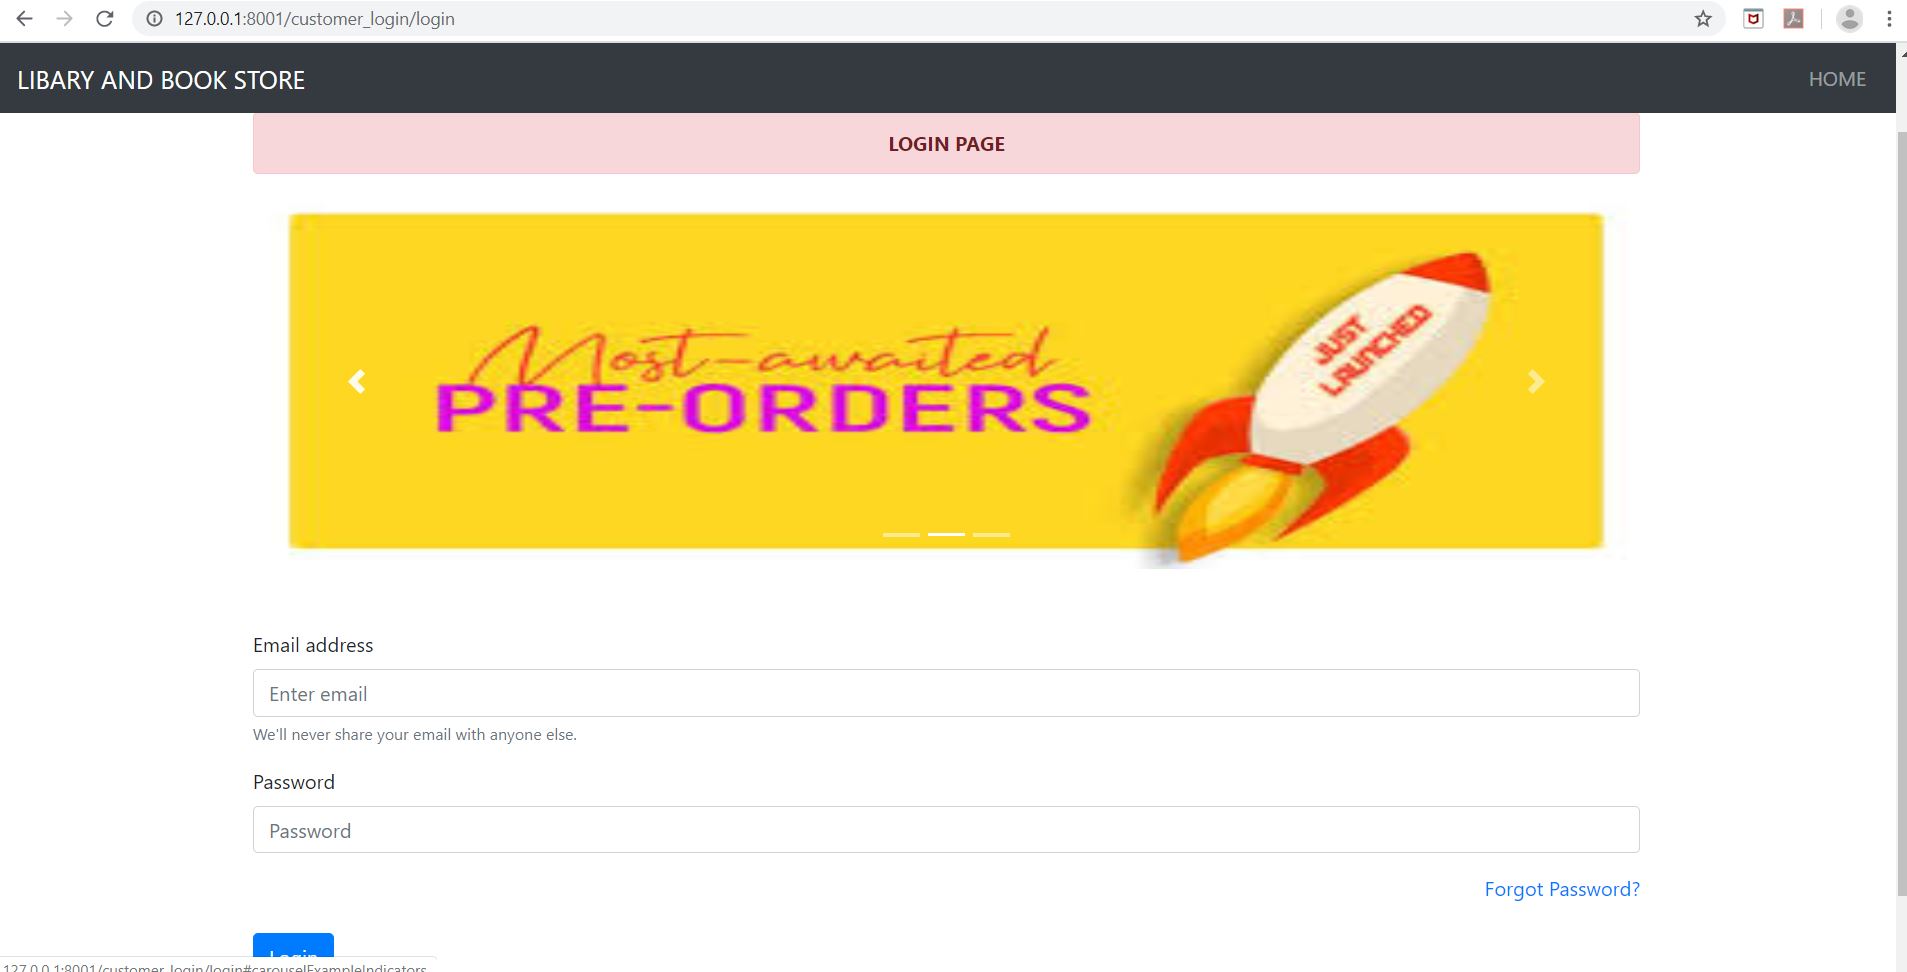 127.0.0.1:8001/customer_login/login
LIBARY AND BOOK STORE
HOME
LOGIN PAGE
Most-awaited
PRE-ORDERS
JUST
LAUNCHED
Email address
Enter email
We'll never share your email with anyone else.
Password
Password
Forgot Password?
Login
127.0.0.1:8001/customer_login/login#carouselExampleIndicators